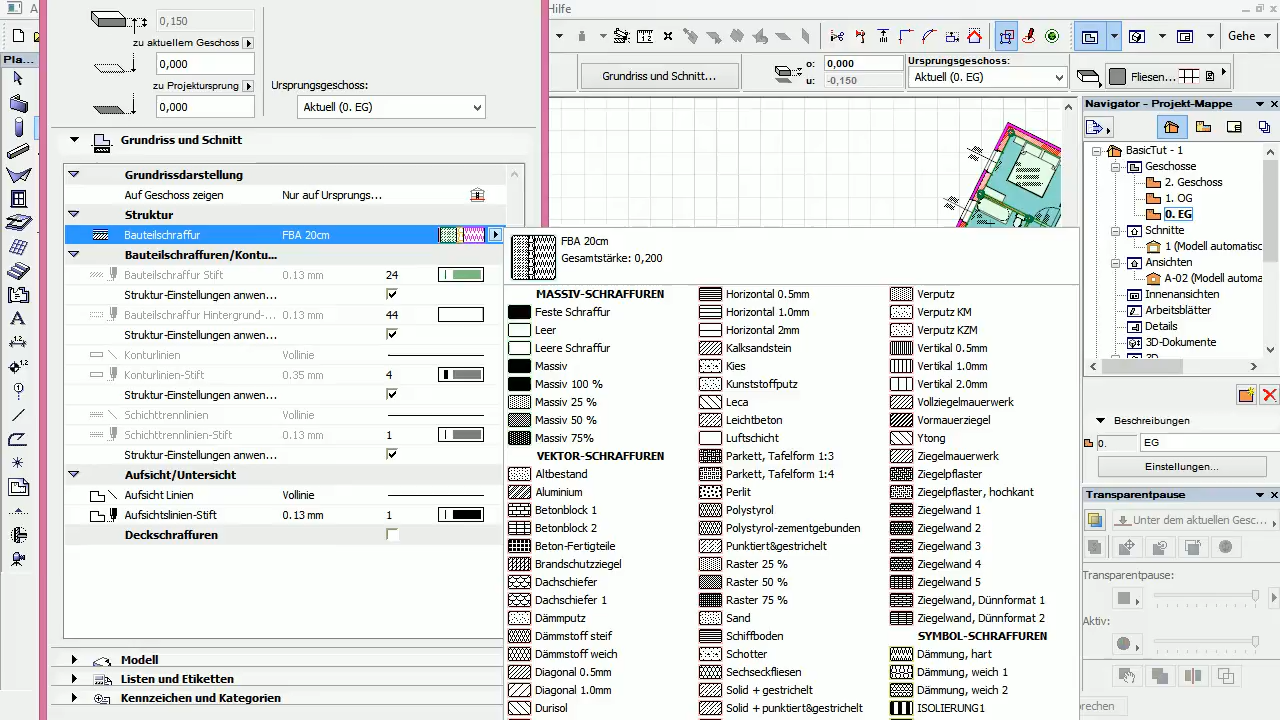 A
Hilfe
0,150
zu aktuellem Geschoss
0,000
zu Projektursprung
Ursprungsgeschoss:
0,000
Aktuell (0. EG)
Gehe
Grundriss und Schnitt...
o:
0,000
u:
-0,150
Ursprungsgeschoss:
Aktuell (0. EG)
Fliesen...
Pla...
Grundriss und Schnitt
Grundrissdarstellung
Auf Geschoss zeigen
Nur auf Ursprungs...
Struktur
Bauteilschraffur
FBA 20cm
Bauteilschraffuren/Kontu...
Bauteilschraffur Stift
0.13 mm
24
Struktur-Einstellungen anwen...
Bauteilschraffur Hintergrund-...
44
Struktur-Einstellungen anwen...
Konturlinien
Vollinie
Konturlinien-Stift
0.35 mm
4
Struktur-Einstellungen anwen...
Schichttrennlinien
Vollinie
Schichttrennlinien-Stift
0.13 mm
1
Struktur-Einstellungen anwen...
Aufsicht/Untersicht
Aufsicht Linien
Vollinie
Aufsichtslinien-Stift
0.13 mm
1
Deckschraffuren
Modell
Listen und Etiketten
Kennzeichen und Kategorien
FBA 20cm
Gesamtstärke: 0,200
MASSIV-SCHRAFFUREN
Feste Schraffur
Leer
Leere Schraffur
Massiv
Massiv 100 %
Massiv 25 %
Massiv 50 %
Massiv 75%
VEKTOR-SCHRAFFUREN
Altbestand
Aluminium
Betonblock 1
Betonblock 2
Beton-Fertigteile
Brandschutzziegel
Dachschiefer
Dachschiefer 1
Dämmputz
Dämmstoff steif
Dämmstoff weich
Diagonal 0.5mm
Diagonal 1.0mm
Durisol
Horizontal 0.5mm
Horizontal 1.0mm
Horizontal 2mm
Kalksandstein
Kies
Kunststoffputz
Leca
Leichtbeton
Luftschicht
Parkett, Tafelform 1:3
Parkett, Tafelform 1:4
Perlit
Polystyrol
Polystyrol-zementgebunden
Punktiert&gestrichelt
Raster 25 %
Raster 50 %
Raster 75 %
Sand
Schiffboden
Schotter
Sechseckfliesen
Solid + gestrichelt
Solid + punktiert&gestrichelt
Verputz
Verputz KM
Verputz KZM
Vertikal 0.5mm
Vertikal 1.0mm
Vertikal 2.0mm
Vollziegelmauerwerk
Vormauerziegel
Ytong
Ziegelmauerwerk
Ziegelpflaster
Ziegelpflaster, hochkant
Ziegelwand 1
Ziegelwand 2
Ziegelwand 3
Ziegelwand 4
Ziegelwand 5
Ziegelwand, Dünnformat 1
Ziegelwand, Dünnformat 2
SYMBOL-SCHRAFFUREN
Dämmung, hart
Dämmung, weich 1
Dämmung, weich 2
ISOLIERUNG1
Navigator - Projekt-Mappe
BasicTut - 1
Geschosse
2. Geschoss
1. OG
0. EG
Schnitte
1 (Modell automatisc
Ansichten
A-02 (Modell automa
Innenansichten
Arbeitsblätter
Details
3D-Dokumente
3D
Beschreibungen
0.
EG
Einstellungen...
Transparentpause
Unter dem aktuellen Gesc...
Transparentpause:
Aktiv:
brechen